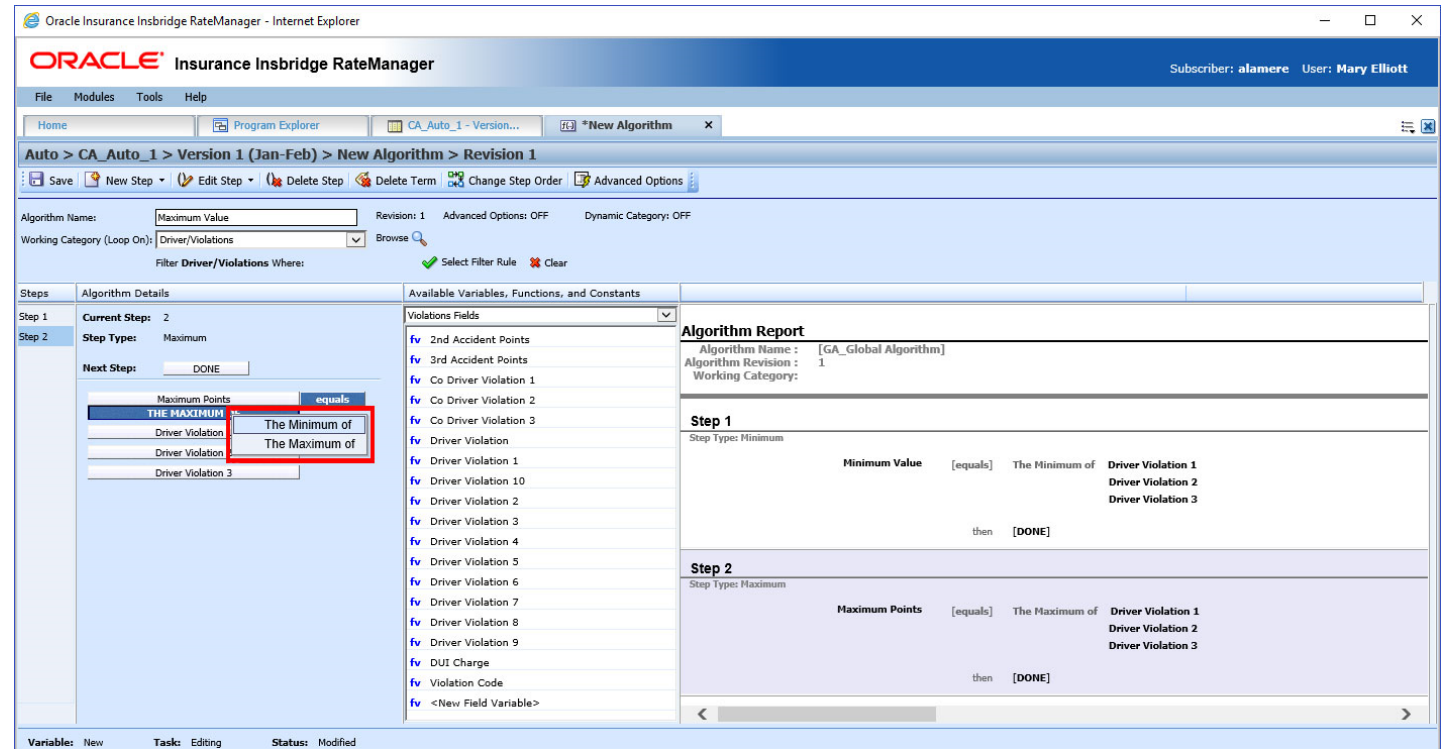 Oracle Insurance Insbridge RateManager - Internet Explorer
ORACLE Insurance Insbridge RateManager
Subscriber: alamere User: Mary Elliott
File Modules Tools Help
Home Program Explorer CA_Auto_1 - Version... *New Algorithm
Auto > CA_Auto_1 > Version 1 (Jan-Feb) > New Algorithm > Revision 1
Save New Step Edit Step Delete Step Delete Term Change Step Order Advanced Options
Algorithm Name: Maximum Value Revision: 1 Advanced Options: OFF Dynamic Category: OFF
Working Category (Loop On): Driver/Violations Browse
Filter Driver/Violations Where: Select Filter Rule Clear
Steps Algorithm Details Available Variables, Functions, and Constants
Step 1
Step 2
Current Step: 2
Step Type: Maximum
Next Step: DONE
Maximum Points equals
THE MAXIMUM
The Minimum of
The Maximum of
Driver Violation
Driver Violation
Driver Violation 3
Violations Fields
fv 2nd Accident Points
fv 3rd Accident Points
fv Co Driver Violation 1
fv Co Driver Violation 2
fv Co Driver Violation 3
fv Driver Violation
fv Driver Violation 1
fv Driver Violation 10
fv Driver Violation 2
fv Driver Violation 3
fv Driver Violation 4
fv Driver Violation 5
fv Driver Violation 6
fv Driver Violation 7
fv Driver Violation 8
fv Driver Violation 9
fv DUI Charge
fv Violation Code
fv <New Field Variable>
Algorithm Report
Algorithm Name : [GA_Global Algorithm]
Algorithm Revision : 1
Working Category:
Step 1
Step Type: Minimum
Minimum Value [equals] The Minimum of Driver Violation 1
Driver Violation 2
Driver Violation 3
then [DONE]
Step 2
Step Type: Maximum
Maximum Points [equals] The Maximum of Driver Violation 1
Driver Violation 2
Driver Violation 3
then [DONE]
Variable: New Task: Editing Status: Modified